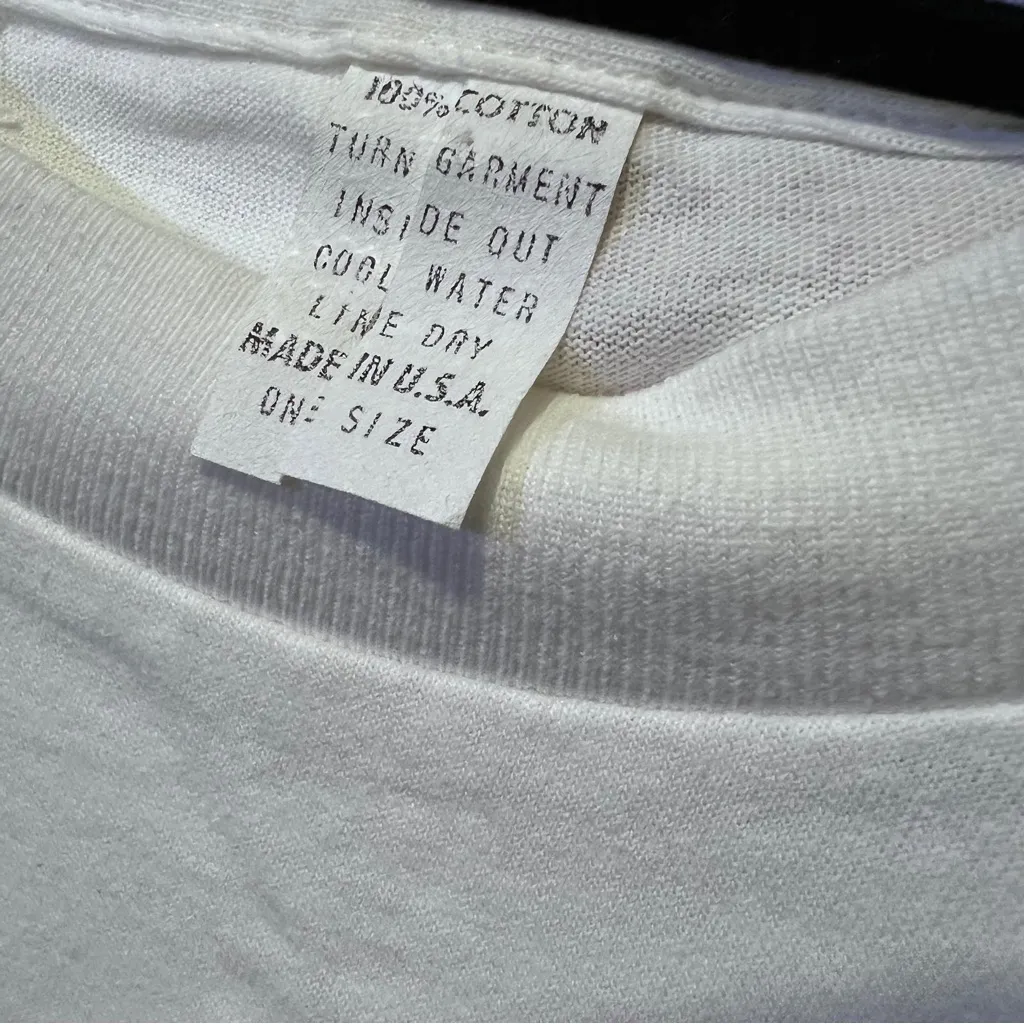 100% COTTON
TURN GARMENT
INSIDE OUT
COOL WATER
LINE DRY
MADE IN U.S.A.
ONE SIZE